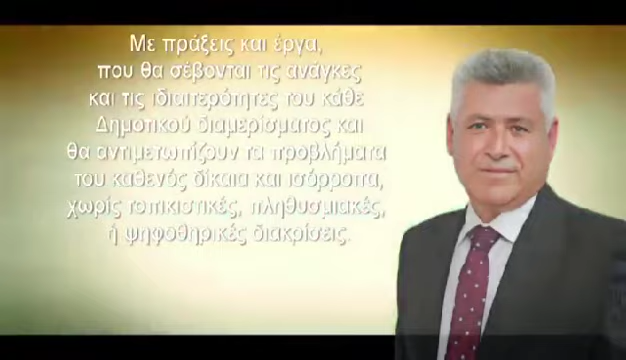 Με πράξεις και έργα,
που θα σέβονται τις ανάγκες
και τις ιδιαιτερότητες του κάθε
Δημοτικού διαμερίσματος και
θα αντιμετωπίζουν τα προβλήματα
του καθενός δίκαια και ισόρροπα,
χωρίς τοπικιστικές, πληθυσμιακές,
ή ψηφοθηρικές διακρίσεις.